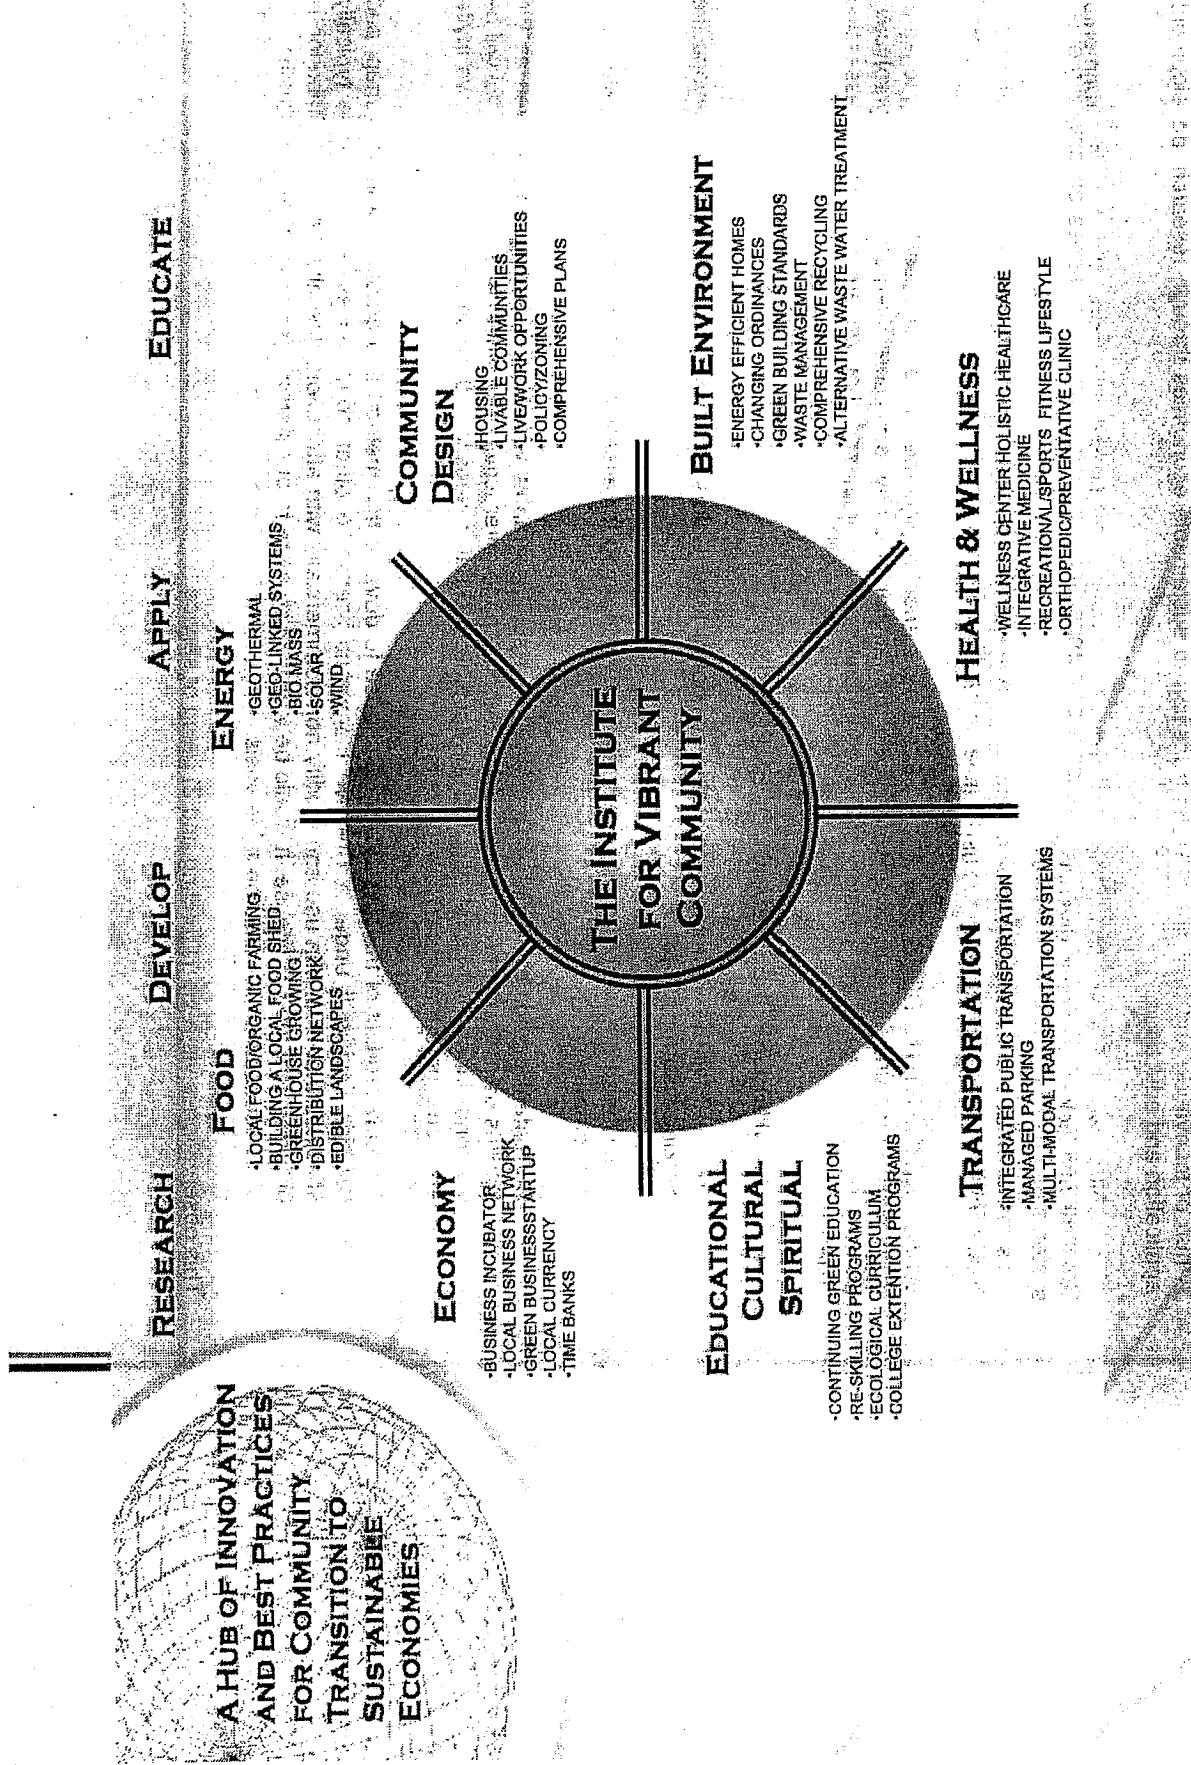 A HUB OF INNOVATION
AND BEST PRACTICES
FOR COMMUNITY
TRANSITION TO
SUSTAINABLE
ECONOMIES
RESEARCH
DEVELOP
APPLY
EDUCATE
FOOD
•LOCAL FOOD/ORGANIC FARMING
•BUILDING A LOCAL FOOD SHED
•GREENHOUSE GROWING
•DISTRIBUTION NETWORK
•EDIBLE LANDSCAPES
ENERGY
•GEOTHERMAL
•GEO-LINKED SYSTEMS
•BIO-MASS
•SOLAR
•WIND
COMMUNITY
DESIGN
•HOUSING
•LIVABLE COMMUNITIES
•LIVE/WORK OPPORTUNITIES
•POLICY/ZONING
•COMPREHENSIVE PLANS
ECONOMY
•BUSINESS INCUBATOR
•LOCAL BUSINESS NETWORK
•GREEN BUSINESSSTARTUP
•LOCAL CURRENCY
•TIME BANKS
THE INSTITUTE
FOR VIBRANT
COMMUNITY
BUILT ENVIRONMENT
•ENERGY EFFICIENT HOMES
•CHANGING ORDINANCES
•GREEN BUILDING STANDARDS
•WASTE MANAGEMENT
•COMPREHENSIVE RECYCLING
•ALTERNATIVE WASTE WATER TREATMENT
EDUCATIONAL
CULTURAL
SPIRITUAL
•CONTINUING GREEN EDUCATION
•RE-SKILLING PROGRAMS
•ECOLOGICAL CURRICULUM
•COLLEGE EXTENTION PROGRAMS
TRANSPORTATION
•INTEGRATED PUBLIC TRANSPORTATION
•MANAGED PARKING
•MULTI-MODAL TRANSPORTATION SYSTEMS
HEALTH & WELLNESS
•WELLNESS CENTER HOLISTIC HEALTHCARE
•INTEGRATIVE MEDICINE
•RECREATIONAL/SPORTS FITNESS LIFESTYLE
•ORTHOPEDIC/PREVENTATIVE CLINIC